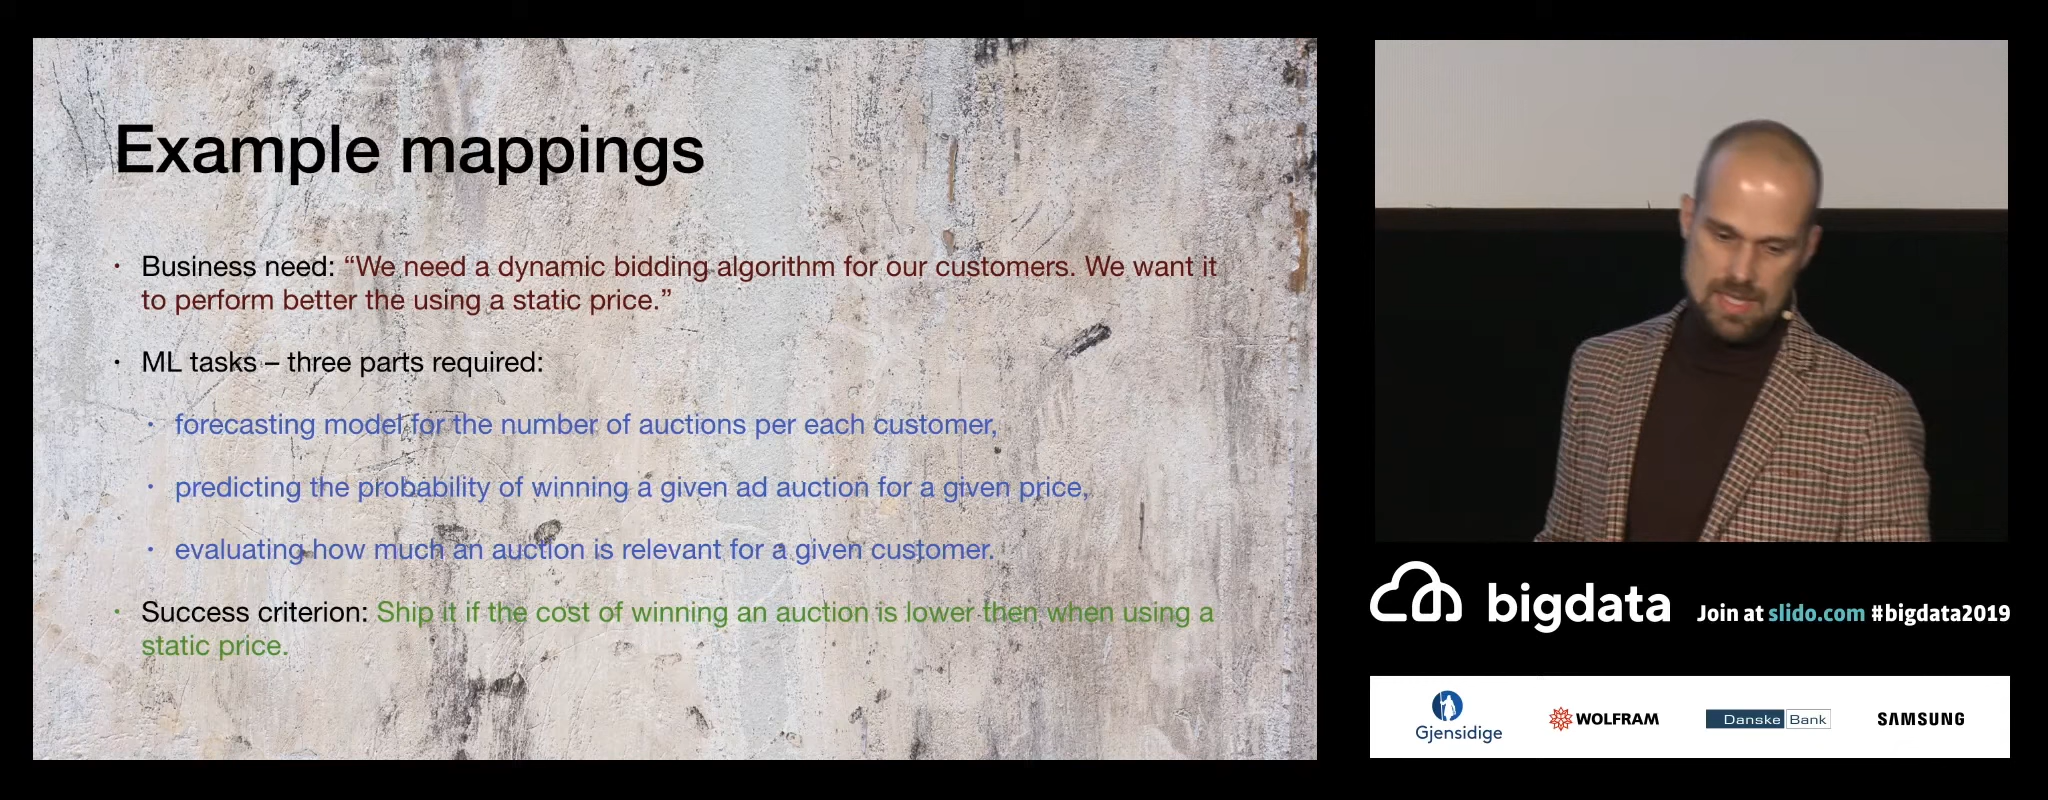 Example mappings
• Business need: “We need a dynamic bidding algorithm for our customers. We want it
to perform better the using a static price.”
• ML tasks – three parts required:
• forecasting model for the number of auctions per each customer,
• predicting the probability of winning a given ad auction for a given price,
• evaluating how much an auction is relevant for a given customer.
• Success criterion: Ship it if the cost of winning an auction is lower then when using a
static price.
bigdata
Join at slido.com #bigdata2019
Gjensidige
WOLFRAM
Danske Bank
SAMSUNG